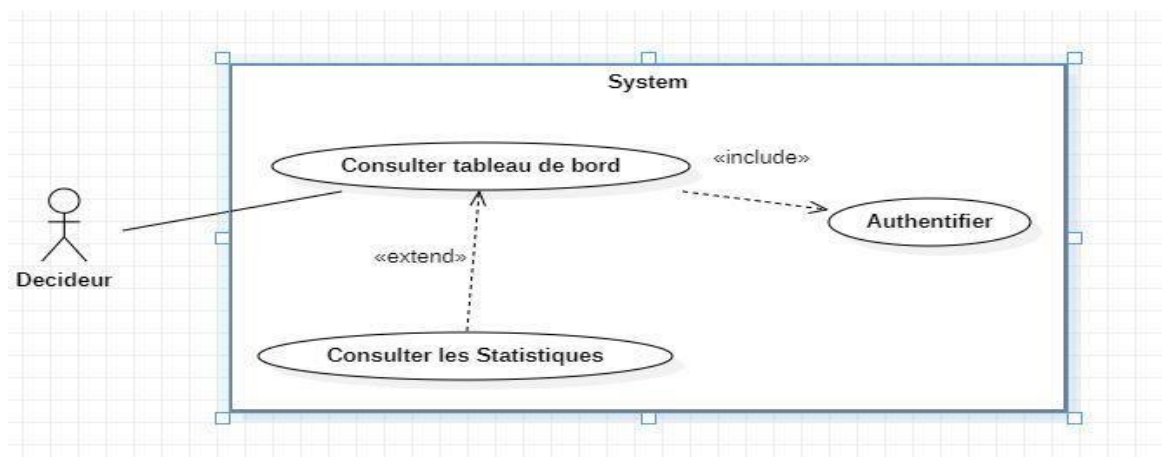 System
Consulter tableau de bord
«include»
Authentifier
«extend»
Decideur
Consulter les Statistiques